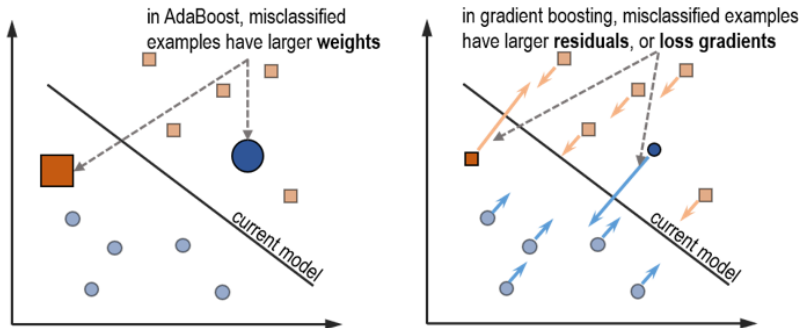 in AdaBoost, misclassified
examples have larger weights
current model
in gradient boosting, misclassified examples
have larger residuals, or loss gradients
current model